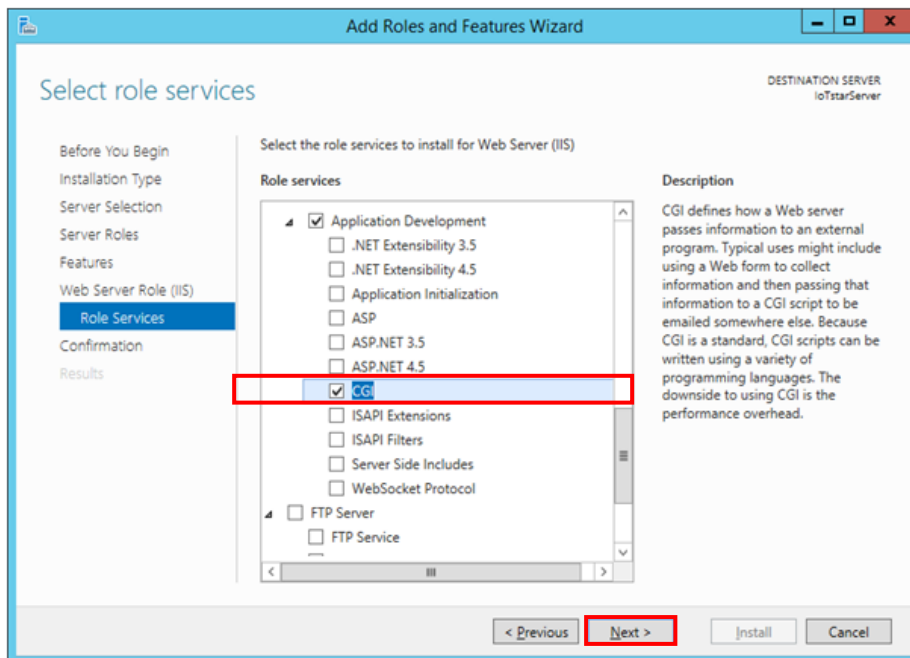 Add Roles and Features Wizard
Select role services
DESTINATION SERVER
IoTstarServer
Before You Begin
Installation Type
Server Selection
Server Roles
Features
Web Server Role (IIS)
Role Services
Confirmation
Results
Select the role services to install for Web Server (IIS)
Role services
Application Development
.NET Extensibility 3.5
.NET Extensibility 4.5
Application Initialization
ASP
ASP.NET 3.5
ASP.NET 4.5
CGI
ISAPI Extensions
ISAPI Filters
Server Side Includes
WebSocket Protocol
FTP Server
FTP Service
Description
CGI defines how a Web server
passes information to an external
program. Typical uses might include
using a Web form to collect
information and then passing that
information to a CGI script to be
emailed somewhere else. Because
CGI is a standard, CGI scripts can be
written using a variety of
programming languages. The
downside to using CGI is the
performance overhead.
< Previous
Next >
Install
Cancel